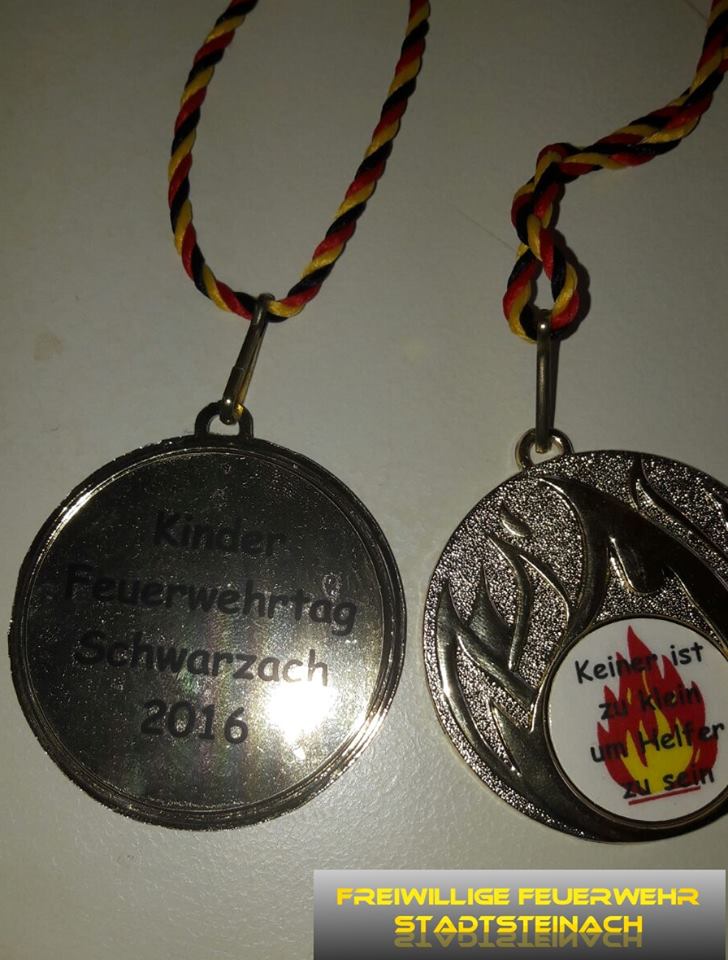 Kinder
Feuerwehrtag
Schwarzach
2016
Keiner ist
zu klein
um Helfer
zu sein
FREIWILLIGE FEUERWEHR
STADTSTEINACH